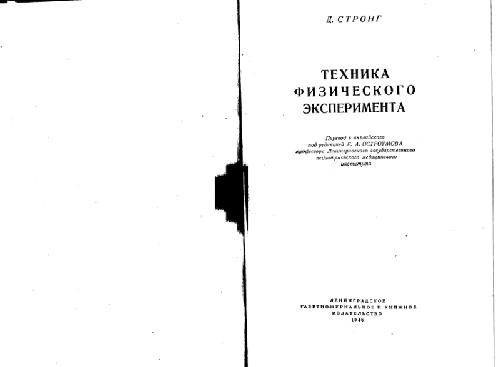 Д. СТРОНГ
ТЕХНИКА
ФИЗИЧЕСКОГО
ЭКСПЕРИМЕНТА
Перевод с английского
под редакцией Б. А. ОСТРОУМОВА
профессора Ленинградского государственного
педиатрического медицинского
института
ЛЕНИНГРАДСКОЕ
ГАЗЕТНО-ЖУРНАЛЬНОЕ И КНИЖНОЕ
ИЗДАТЕЛЬСТВО
1948